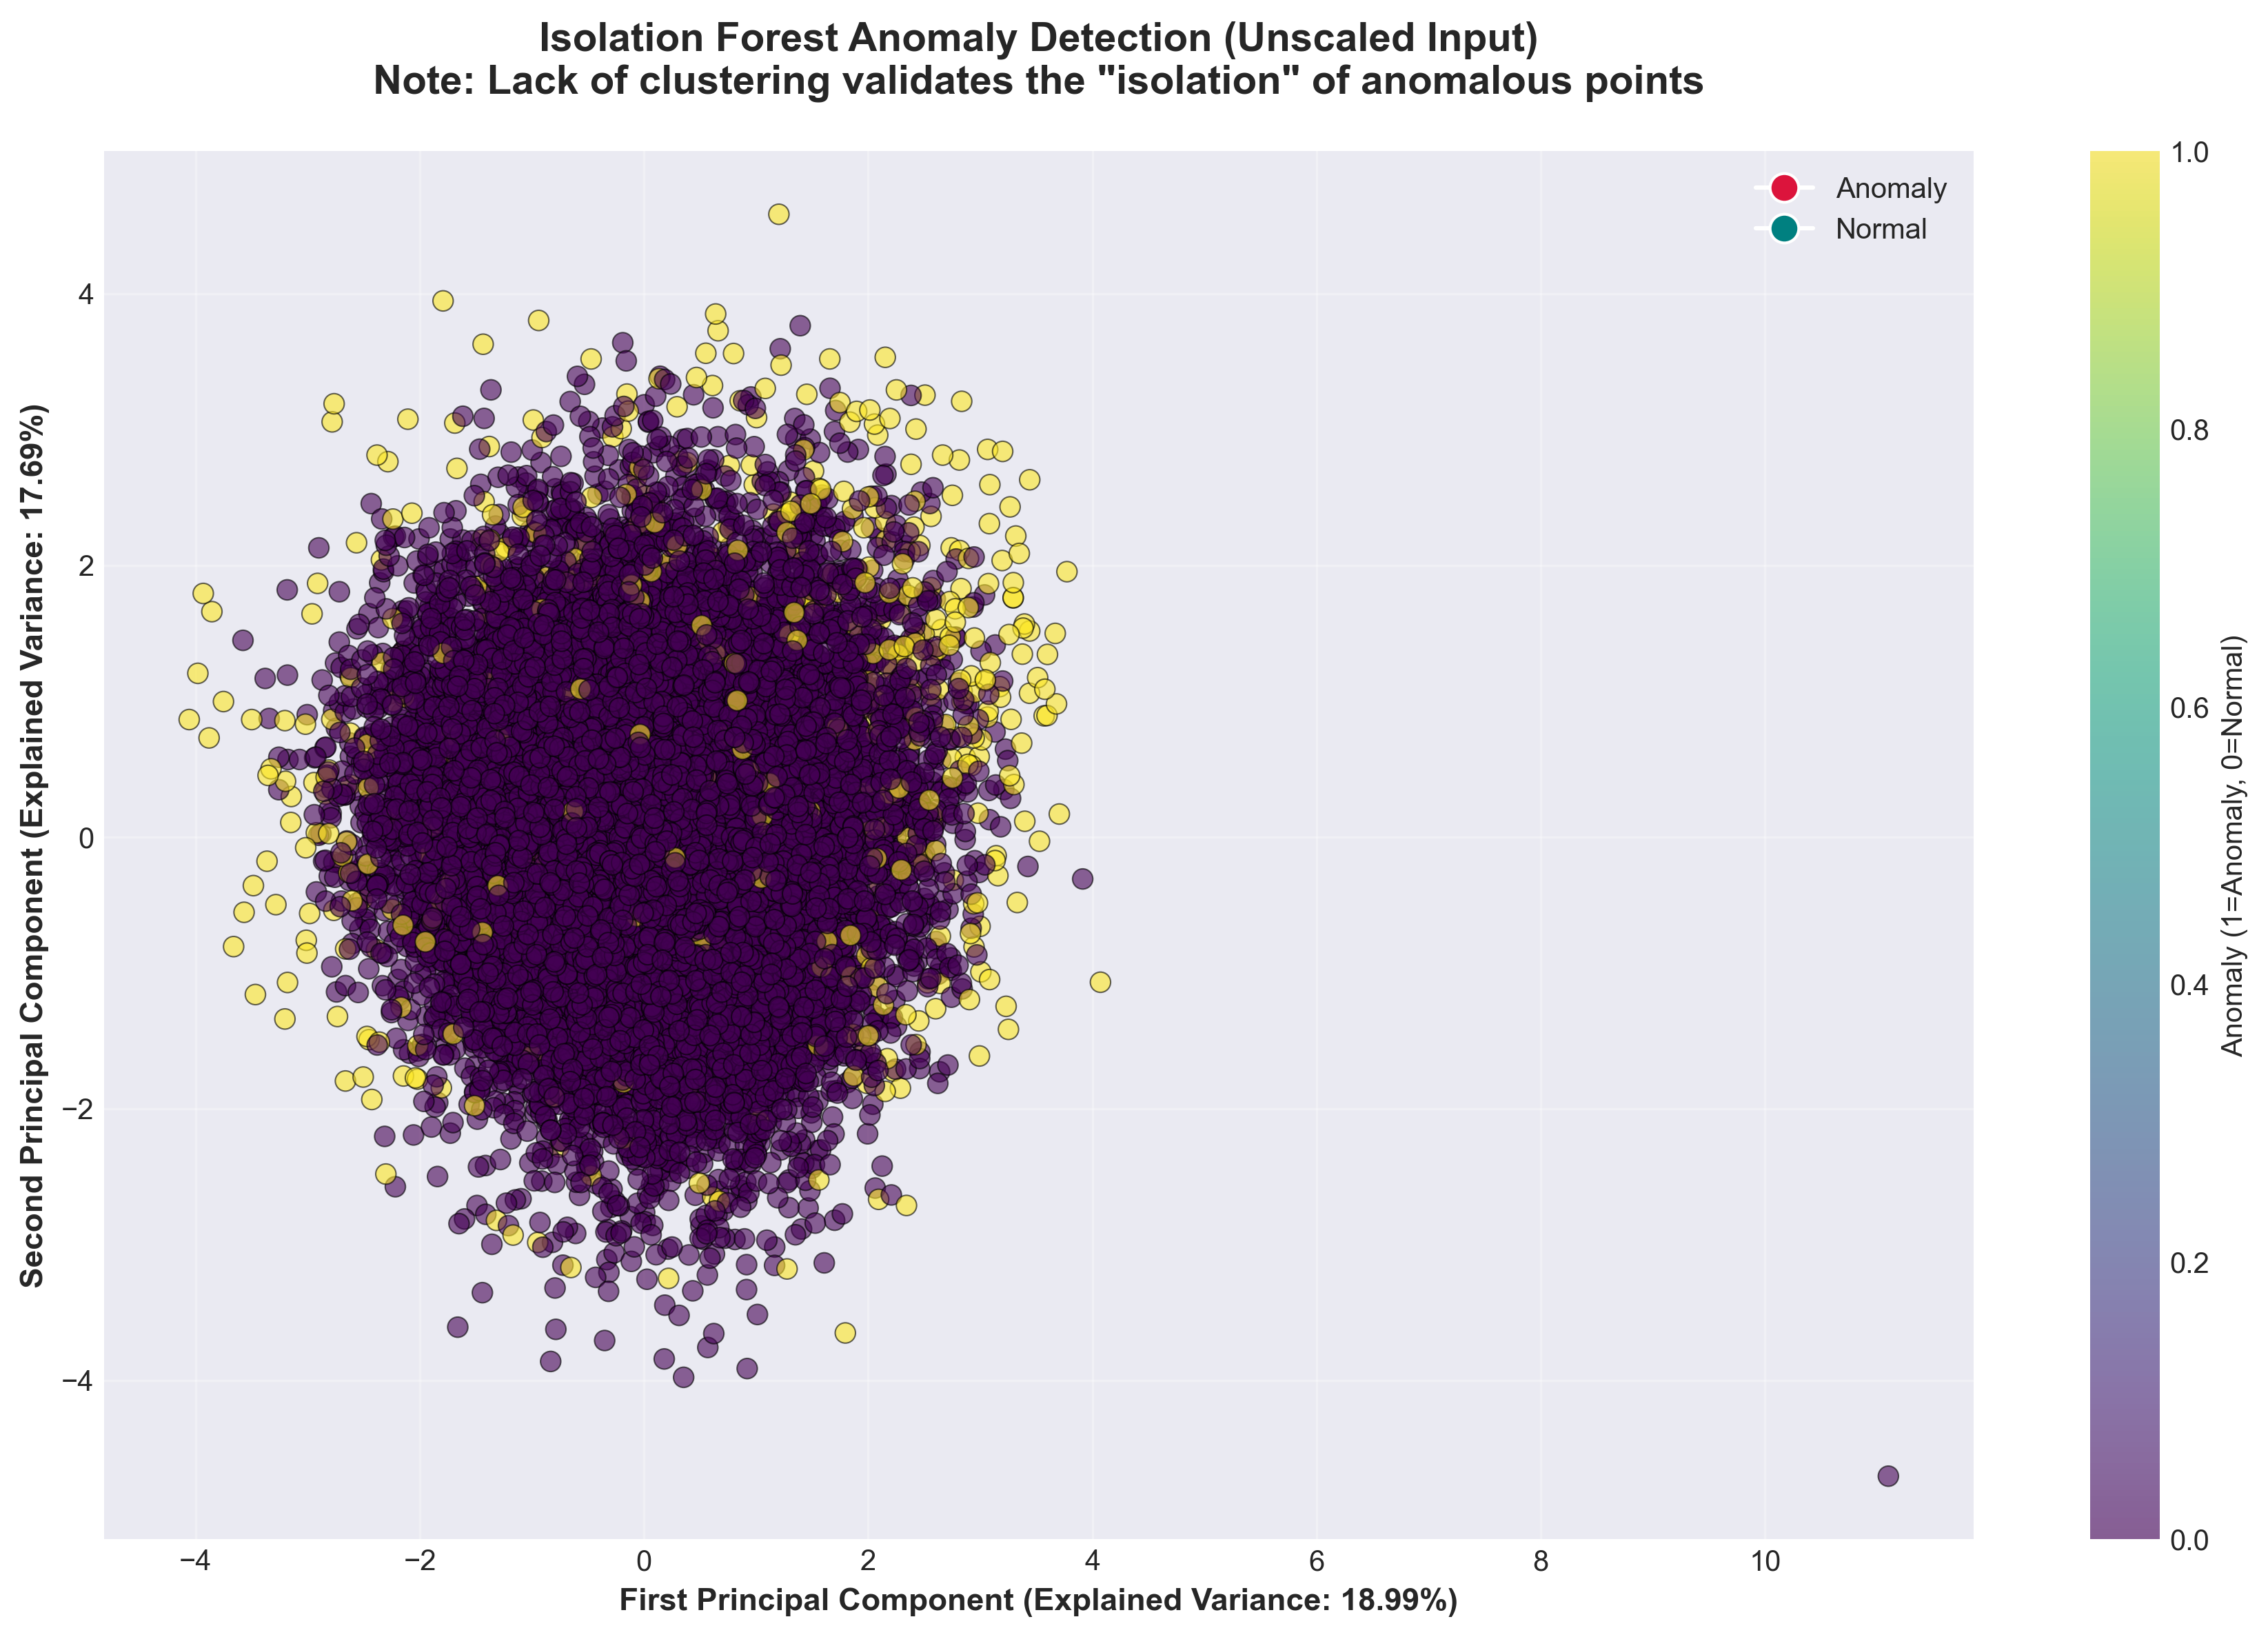 Isolation Forest Anomaly Detection (Unscaled Input)
Note: Lack of clustering validates the "isolation" of anomalous points
Anomaly
Normal
Second Principal Component (Explained Variance: 17.69%)
4
2
0
−2
−4
−4
−2
0
2
4
6
8
10
First Principal Component (Explained Variance: 18.99%)
1.0
0.8
0.6
0.4
0.2
0.0
Anomaly (1=Anomaly, 0=Normal)